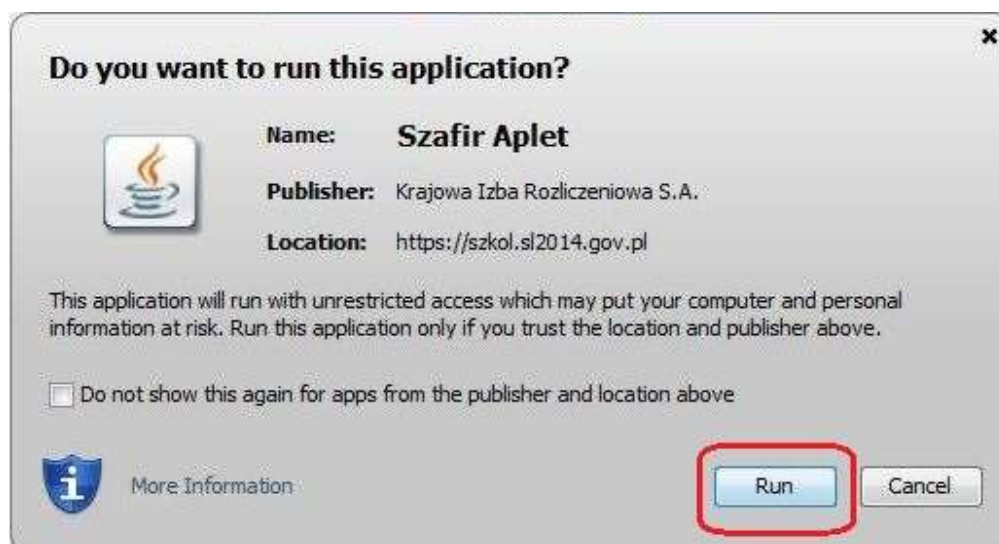 Do you want to run this application?
Name: Szafir Aplet
Publisher: Krajowa Izba Rozliczeniowa S.A.
Location: https://szkol.sl2014.gov.pl
This application will run with unrestricted access which may put your computer and personal
information at risk. Run this application only if you trust the location and publisher above.
Do not show this again for apps from the publisher and location above
More Information
Run Cancel